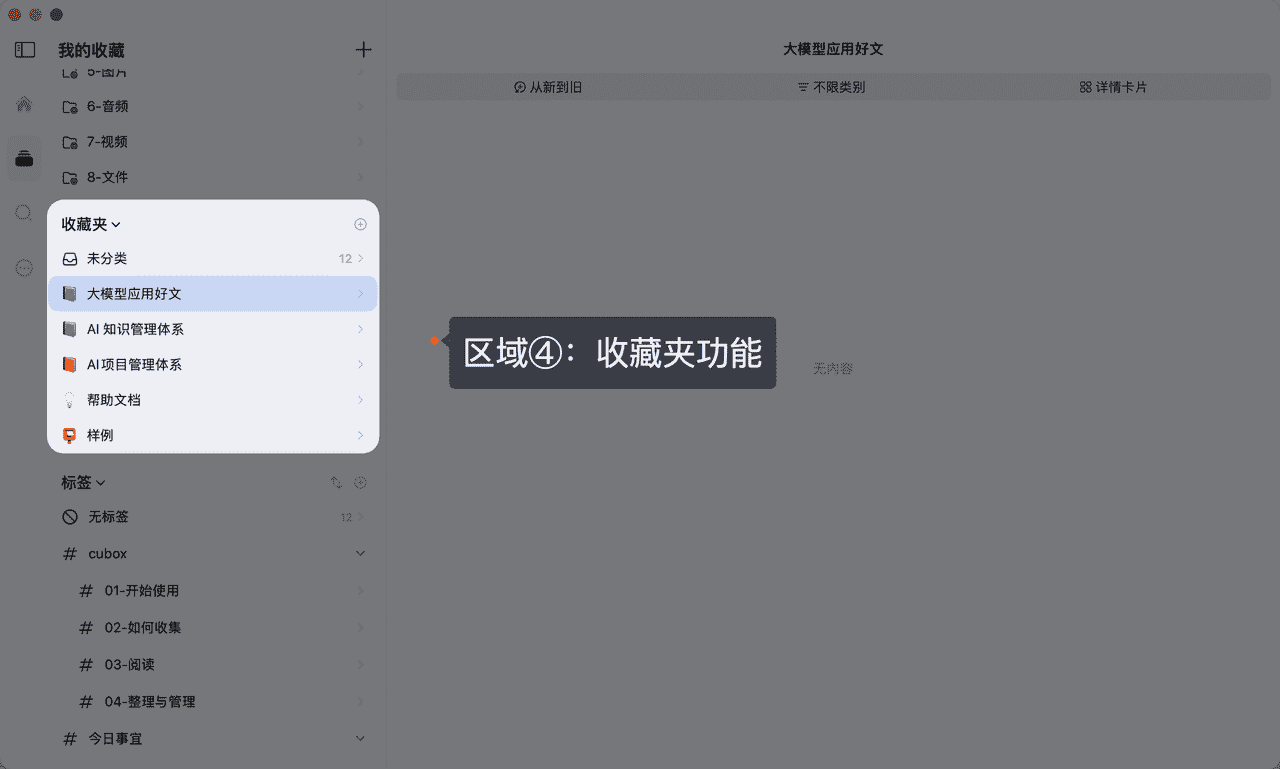 我的收藏
5-图片
6-音频
7-视频
8-文件
收藏夹
未分类 12
大模型应用好文
AI 知识管理体系
AI项目管理体系
帮助文档
样例
标签
无标签 12
# cubox
# 01-开始使用
# 02-如何收集
# 03-阅读
# 04-整理与管理
# 今日事宜
大模型应用好文
从新到旧 不限类别 详情卡片
区域④：收藏夹功能
无内容